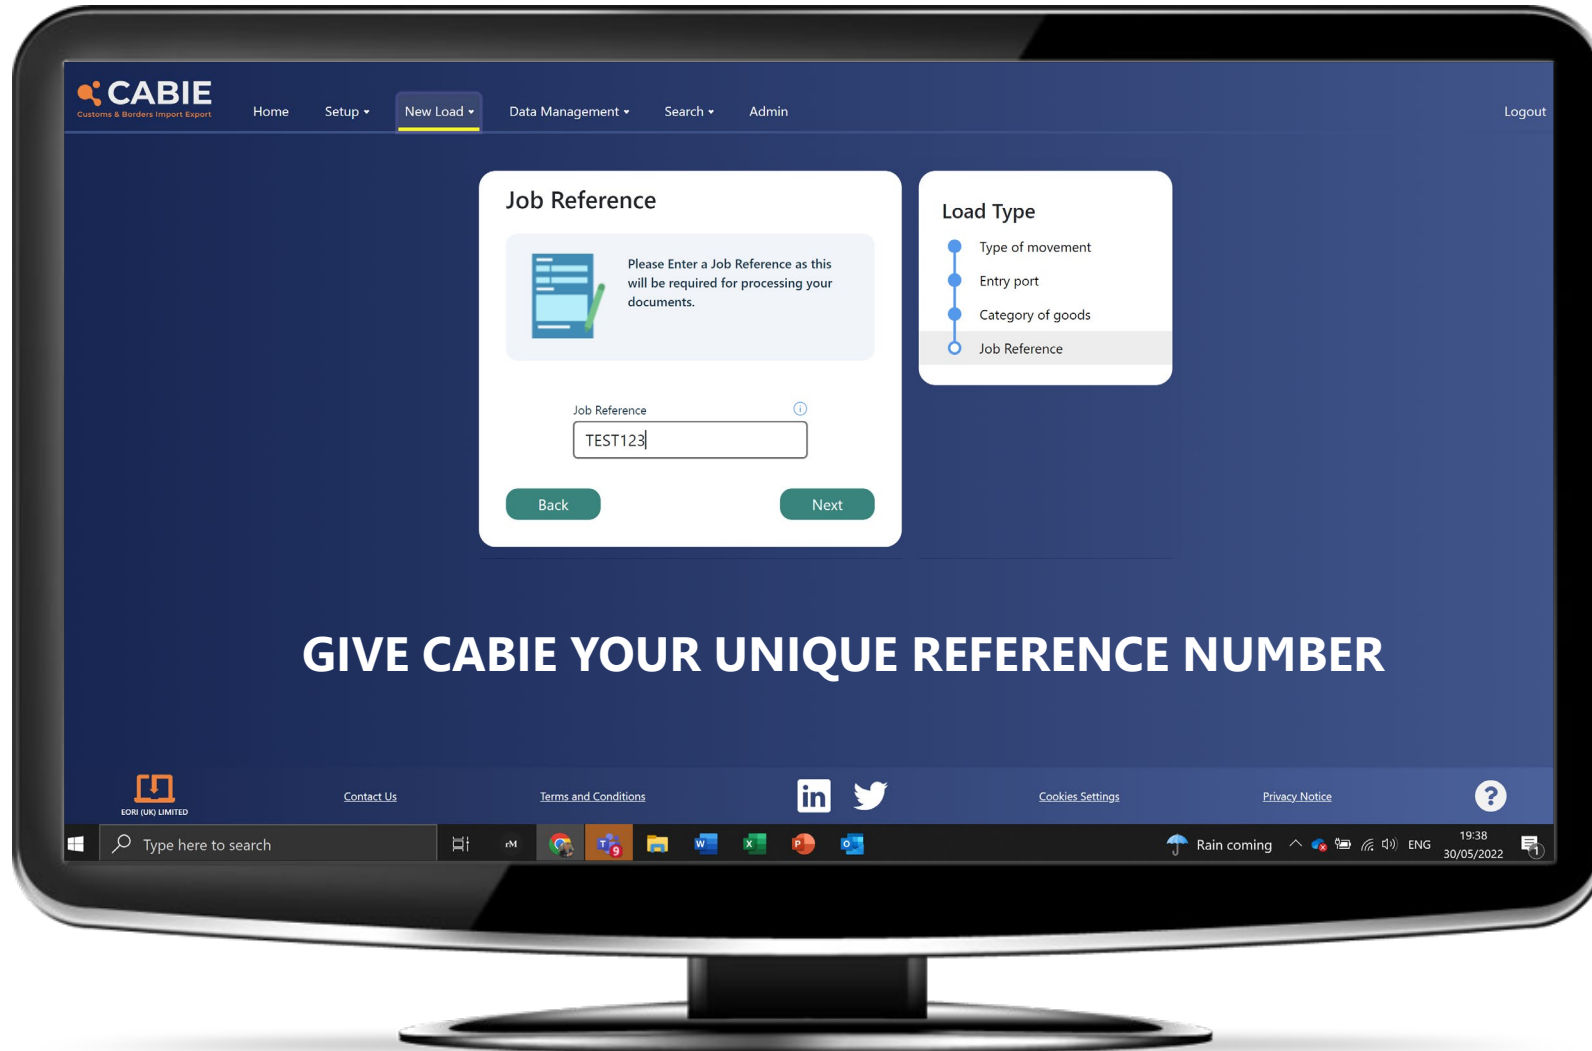 CABIE
Customs & Borders Import Export
Home Setup New Load Data Management Search Admin Logout
Job Reference
Please Enter a Job Reference as this
will be required for processing your
documents.
Job Reference
TEST123
Back Next
Load Type
Type of movement
Entry port
Category of goods
Job Reference
GIVE CABIE YOUR UNIQUE REFERENCE NUMBER
EORI (UK) LIMITED
Contact Us Terms and Conditions in Cookies Settings Privacy Notice ?
Type here to search
rM
T 9
W
X
P
O
Rain coming ENG
19:38
30/05/2022
1